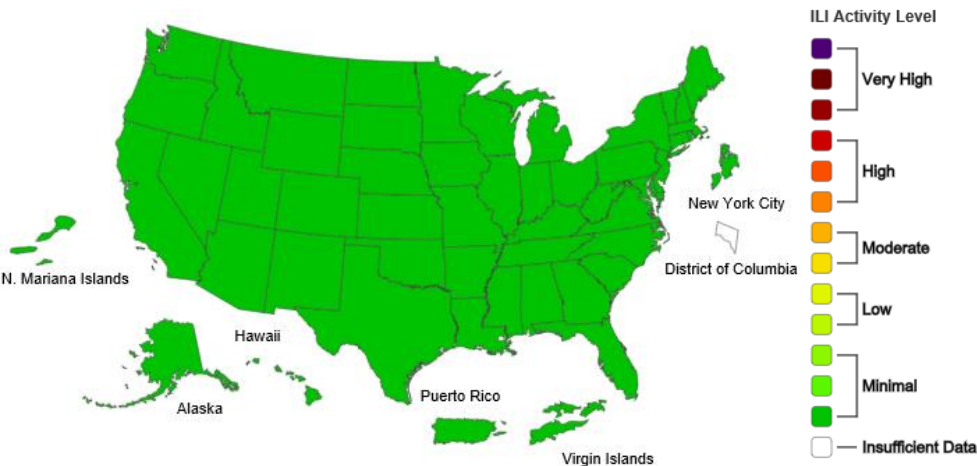 ILI Activity Level
Very High
High
New York City
Moderate
District of Columbia
N. Mariana Islands
Low
Hawaii
Minimal
Puerto Rico
Alaska
Insufficient Data
Virgin Islands